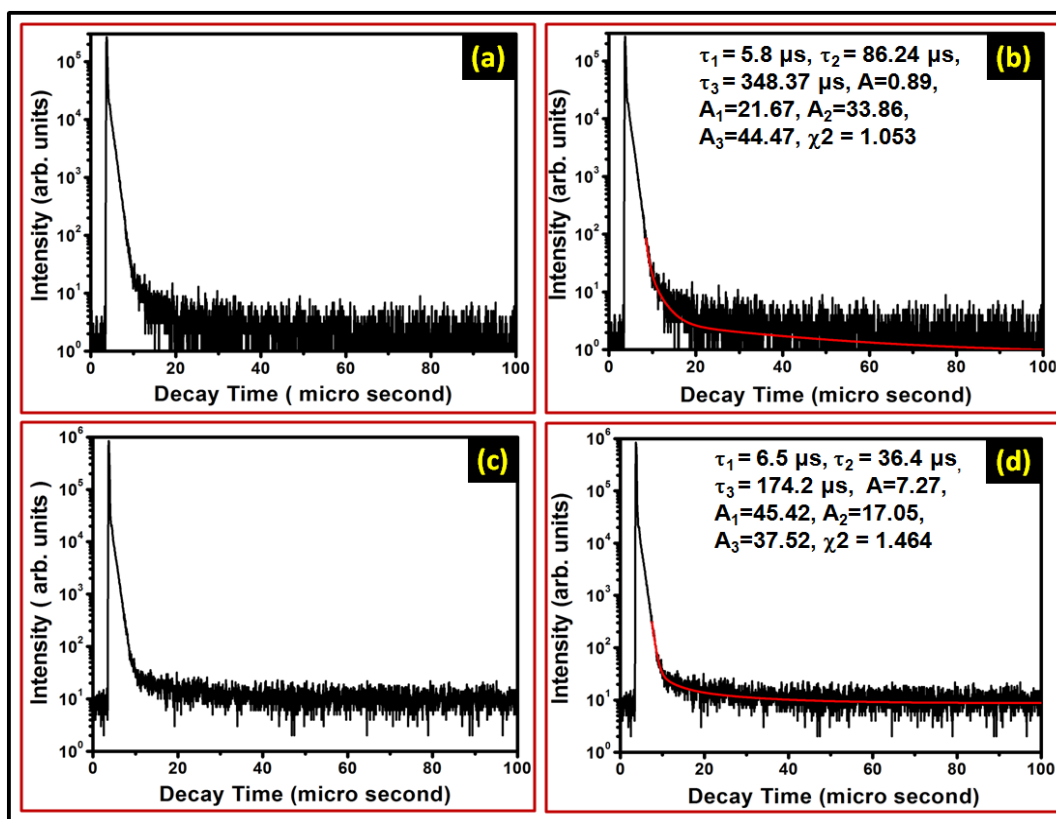 (a)
Intensity (arb. units)
10⁵
10⁴
10³
10²
10¹
10⁰
0 20 40 60 80 100
Decay Time ( micro second)
(b)
τ₁ = 5.8 µs, τ₂ = 86.24 µs,
τ₃ = 348.37 µs, A=0.89,
A₁=21.67, A₂=33.86,
A₃=44.47, χ2 = 1.053
Intensity (arb. units)
10⁵
10⁴
10³
10²
10¹
10⁰
0 20 40 60 80 100
Decay Time (micro second)
(c)
Intensity ( arb. units )
10⁶
10⁵
10⁴
10³
10²
10¹
10⁰
0 20 40 60 80 100
Decay Time (micro second)
(d)
τ₁ = 6.5 µs, τ₂ = 36.4 µs,
τ₃ = 174.2 µs, A=7.27,
A₁=45.42, A₂=17.05,
A₃=37.52, χ2 = 1.464
Intensity (arb. units)
10⁶
10⁵
10⁴
10³
10²
10¹
10⁰
0 20 40 60 80 100
Decay Time (micro second)